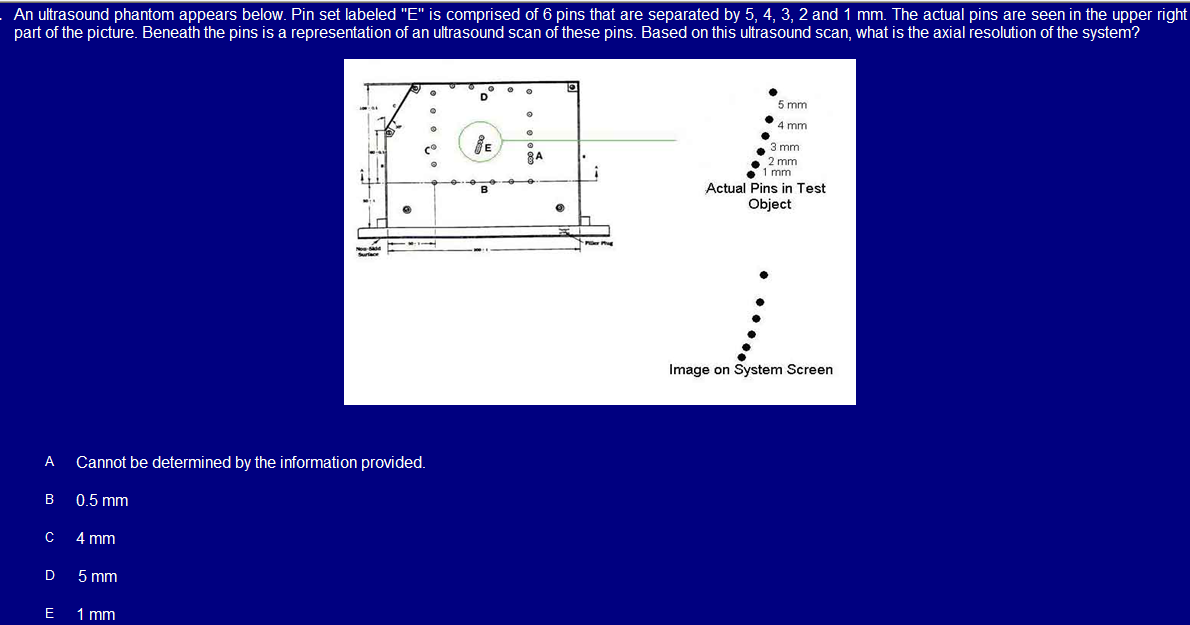 . An ultrasound phantom appears below. Pin set labeled "E" is comprised of 6 pins that are separated by 5, 4, 3, 2 and 1 mm. The actual pins are seen in the upper right
part of the picture. Beneath the pins is a representation of an ultrasound scan of these pins. Based on this ultrasound scan, what is the axial resolution of the system?
D
C
E
A
B
Non-Skid
Surface
Filler Plug
5 mm
4 mm
3 mm
2 mm
1 mm
Actual Pins in Test
Object
Image on System Screen
A Cannot be determined by the information provided.
B 0.5 mm
C 4 mm
D 5 mm
E 1 mm